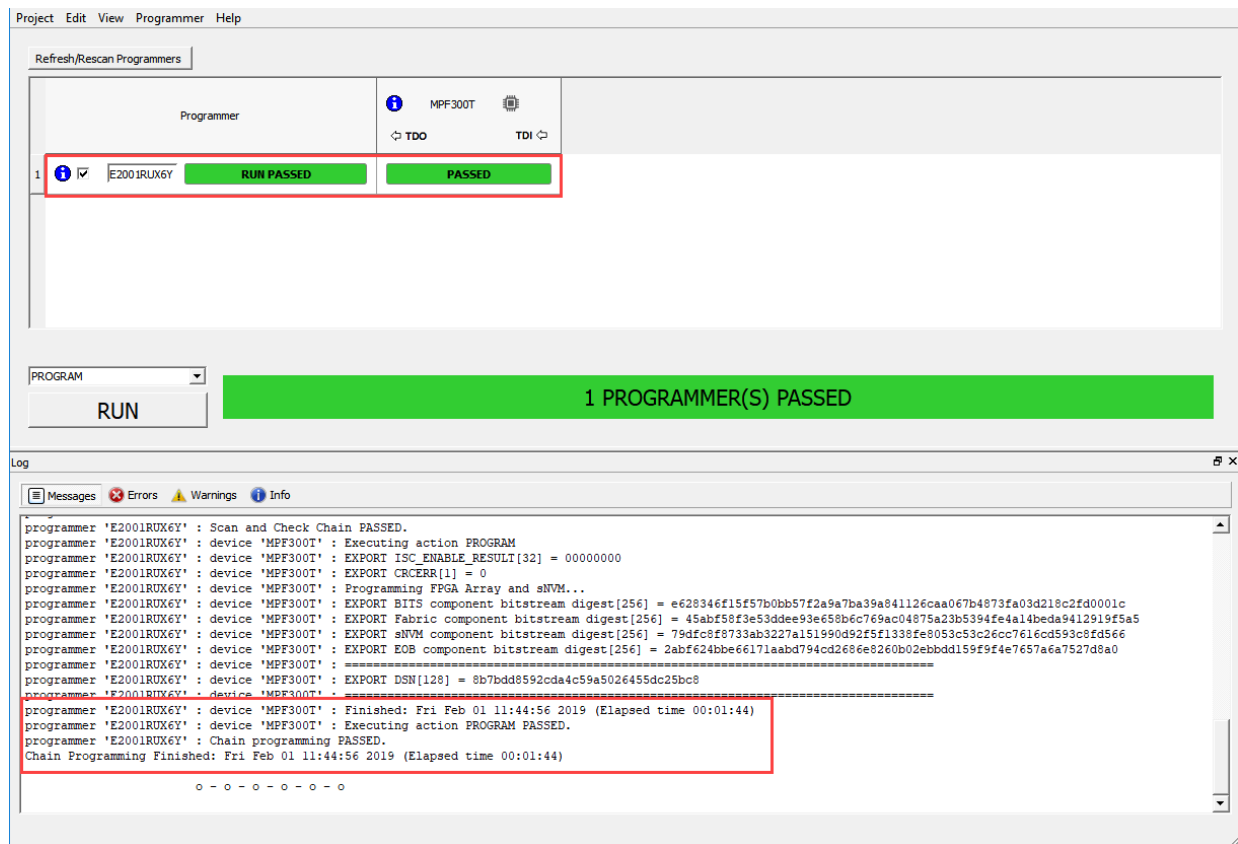 Project Edit View Programmer Help
Refresh/Rescan Programmers
Programmer
MPF300T
TDO TDI
1 E2001RUX6Y RUN PASSED PASSED
PROGRAM
RUN
1 PROGRAMMER(S) PASSED
Log
Messages Errors Warnings Info
programmer 'E2001RUX6Y' : Scan and Check Chain PASSED.
programmer 'E2001RUX6Y' : device 'MPF300T' : Executing action PROGRAM
programmer 'E2001RUX6Y' : device 'MPF300T' : EXPORT ISC_ENABLE_RESULT[32] = 00000000
programmer 'E2001RUX6Y' : device 'MPF300T' : EXPORT CRCERR[1] = 0
programmer 'E2001RUX6Y' : device 'MPF300T' : Programming FPGA Array and sNVM...
programmer 'E2001RUX6Y' : device 'MPF300T' : EXPORT BITS component bitstream digest[256] = e628346f15f57b0bb57f2a9a7ba39a841126caa067b4873fa03d218c2fd0001c
programmer 'E2001RUX6Y' : device 'MPF300T' : EXPORT Fabric component bitstream digest[256] = 45abf58f3e53ddee93e658b6c769ac04875a23b5394fe4a14beda9412919f5a5
programmer 'E2001RUX6Y' : device 'MPF300T' : EXPORT sNVM component bitstream digest[256] = 79dfc8f8733ab3227a151990d92f5f1338fe8053c53c26cc7616cd593c8fd566
programmer 'E2001RUX6Y' : device 'MPF300T' : EXPORT EOB component bitstream digest[256] = 2abf624bbe66171aabd794cd2686e8260b02ebbdd159f9f4e7657a6a7527d8a0
programmer 'E2001RUX6Y' : device 'MPF300T' : ===================================================================================
programmer 'E2001RUX6Y' : device 'MPF300T' : EXPORT DSN[128] = 8b7bdd8592cda4c59a5026455dc25bc8
programmer 'E2001RUX6Y' : device 'MPF300T' : ===================================================================================
programmer 'E2001RUX6Y' : device 'MPF300T' : Finished: Fri Feb 01 11:44:56 2019 (Elapsed time 00:01:44)
programmer 'E2001RUX6Y' : device 'MPF300T' : Executing action PROGRAM PASSED.
programmer 'E2001RUX6Y' : Chain programming PASSED.
Chain Programming Finished: Fri Feb 01 11:44:56 2019 (Elapsed time 00:01:44)
o - o - o - o - o - o